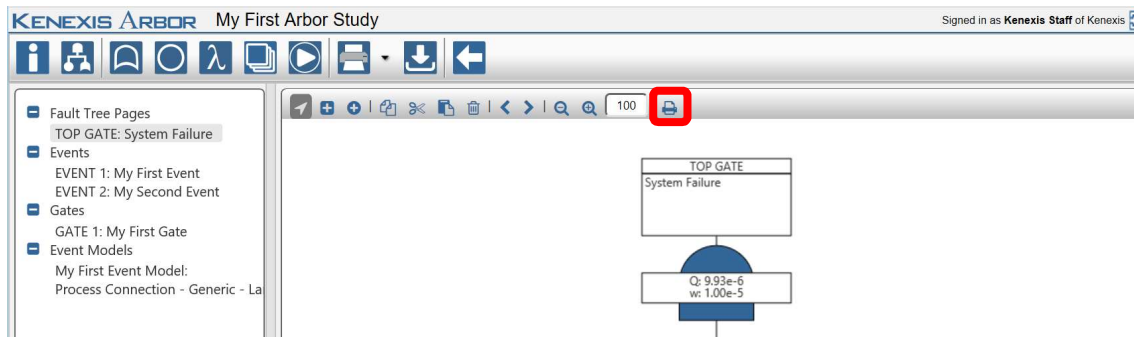 KENEXIS ARBOR My First Arbor Study
Signed in as Kenexis Staff of Kenexis
Fault Tree Pages
TOP GATE: System Failure
Events
EVENT 1: My First Event
EVENT 2: My Second Event
Gates
GATE 1: My First Gate
Event Models
My First Event Model:
Process Connection - Generic - La
100
TOP GATE
System Failure
Q: 9.93e-6
w: 1.00e-5